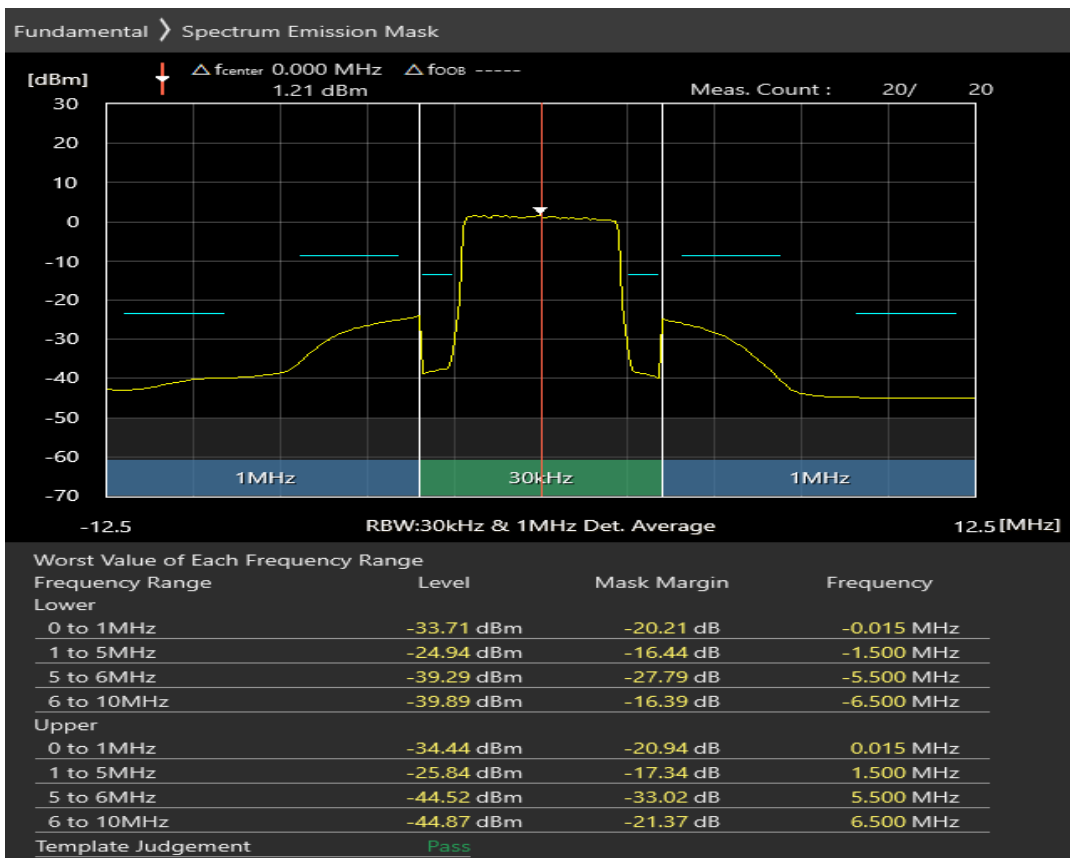 Fundamental ❯ Spectrum Emission Mask
[dBm] △ fcenter 0.000 MHz △ fOOB -----
1.21 dBm Meas. Count : 20/ 20
30
20
10
0
-10
-20
-30
-40
-50
-60
1MHz 30kHz 1MHz
-70
-12.5 RBW:30kHz & 1MHz Det. Average 12.5 [MHz]
Worst Value of Each Frequency Range
Frequency Range Level Mask Margin Frequency
Lower
0 to 1MHz -33.71 dBm -20.21 dB -0.015 MHz
1 to 5MHz -24.94 dBm -16.44 dB -1.500 MHz
5 to 6MHz -39.29 dBm -27.79 dB -5.500 MHz
6 to 10MHz -39.89 dBm -16.39 dB -6.500 MHz
Upper
0 to 1MHz -34.44 dBm -20.94 dB 0.015 MHz
1 to 5MHz -25.84 dBm -17.34 dB 1.500 MHz
5 to 6MHz -44.52 dBm -33.02 dB 5.500 MHz
6 to 10MHz -44.87 dBm -21.37 dB 6.500 MHz
Template Judgement Pass